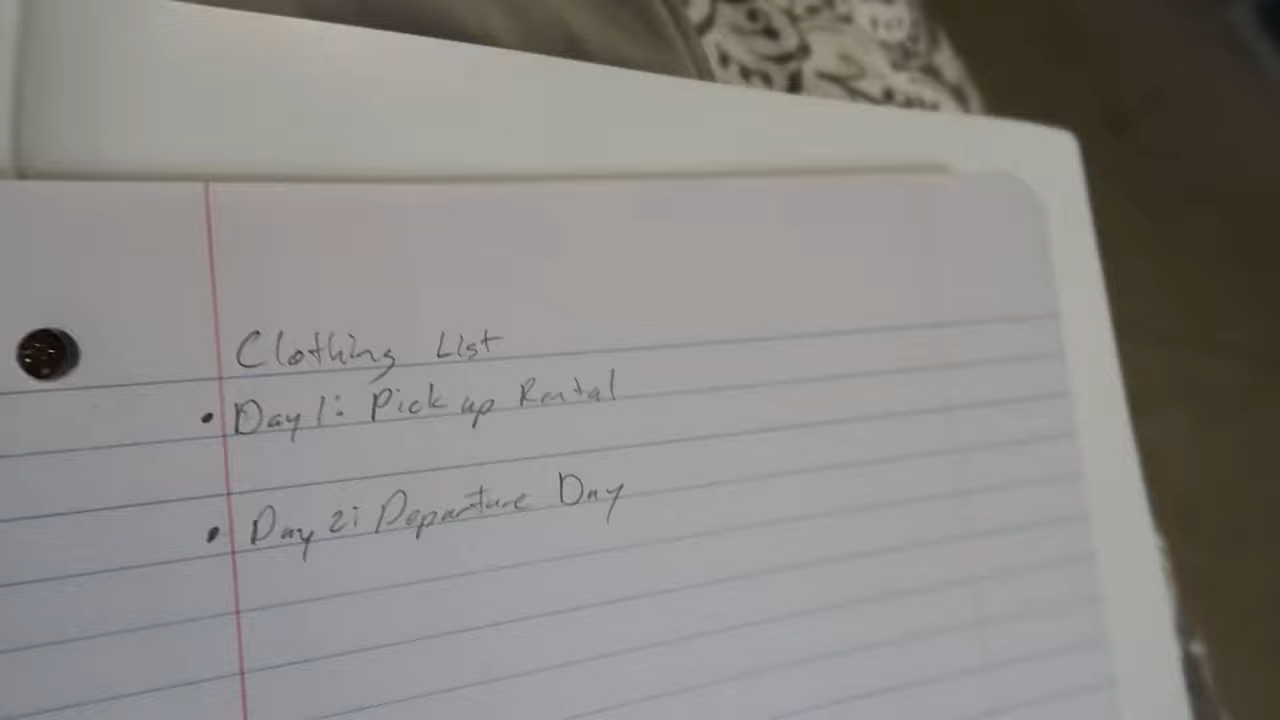 Clothing List
• Day 1: Pick up Rental
• Day 2: Departure Day